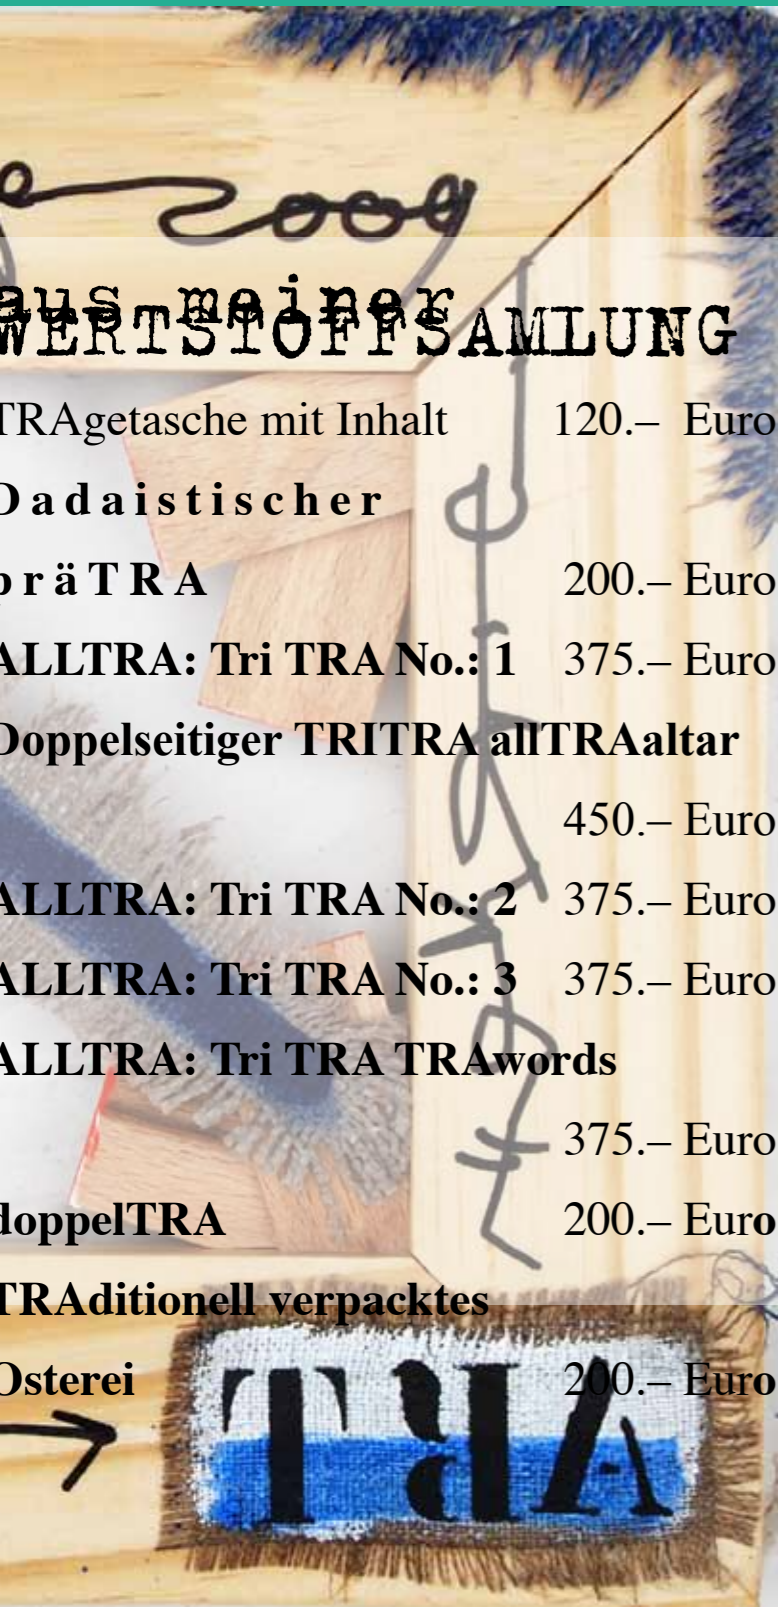 2009
aus meiner
WERTSTOFFSAMLUNG
TRAgetasche mit Inhalt 120.– Euro
Dadaistischer
präTRA 200.– Euro
ALLTRA: Tri TRA No.: 1 375.– Euro
Doppelseitiger TRITRA allTRAaltar
450.– Euro
ALLTRA: Tri TRA No.: 2 375.– Euro
ALLTRA: Tri TRA No.: 3 375.– Euro
ALLTRA: Tri TRA TRAwords
375.– Euro
doppelTRA 200.– Euro
TRAditionell verpacktes
Osterei 200.– Euro
TRA